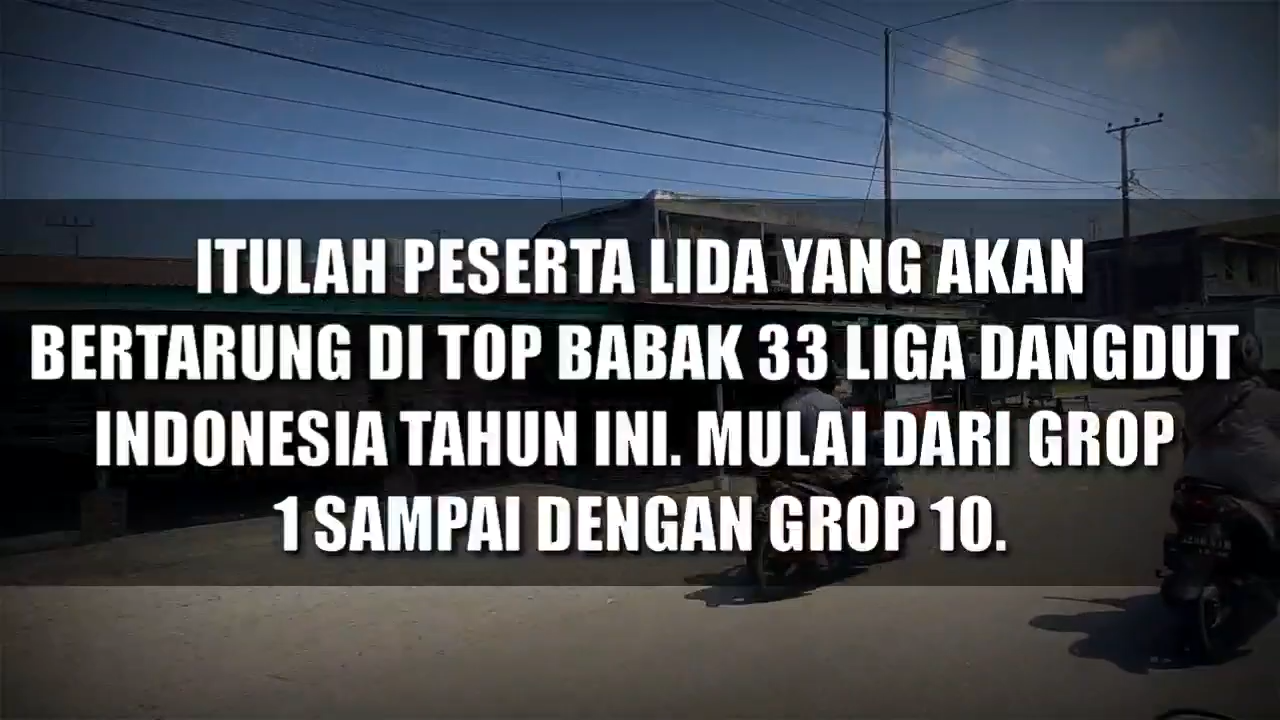 ITULAH PESERTA LIDA YANG AKAN
BERTARUNG DI TOP BABAK 33 LIGA DANGDUT
INDONESIA TAHUN INI. MULAI DARI GROP
1 SAMPAI DENGAN GROP 10.